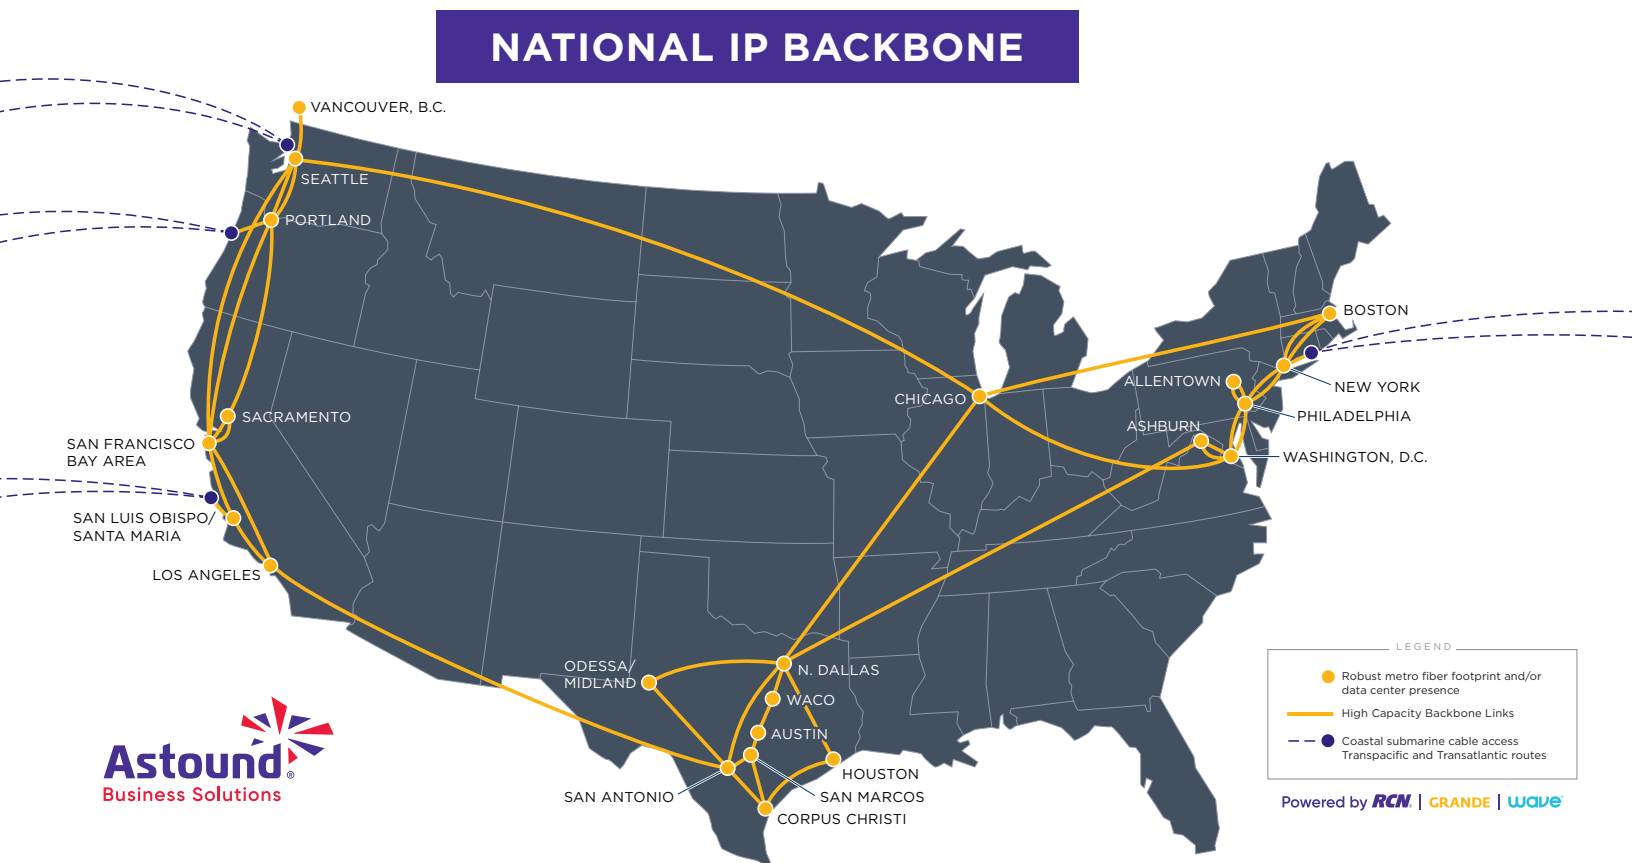 NATIONAL IP BACKBONE
VANCOUVER, B.C.
SEATTLE
PORTLAND
SACRAMENTO
SAN FRANCISCO
BAY AREA
SAN LUIS OBISPO/
SANTA MARIA
LOS ANGELES
CHICAGO
BOSTON
ALLENTOWN
NEW YORK
PHILADELPHIA
ASHBURN
WASHINGTON, D.C.
ODESSA/
MIDLAND
N. DALLAS
WACO
AUSTIN
HOUSTON
SAN ANTONIO
SAN MARCOS
CORPUS CHRISTI
LEGEND
Robust metro fiber footprint and/or
data center presence
High Capacity Backbone Links
Coastal submarine cable access
Transpacific and Transatlantic routes
Astound®
Business Solutions
Powered by RCN | GRANDE | wave